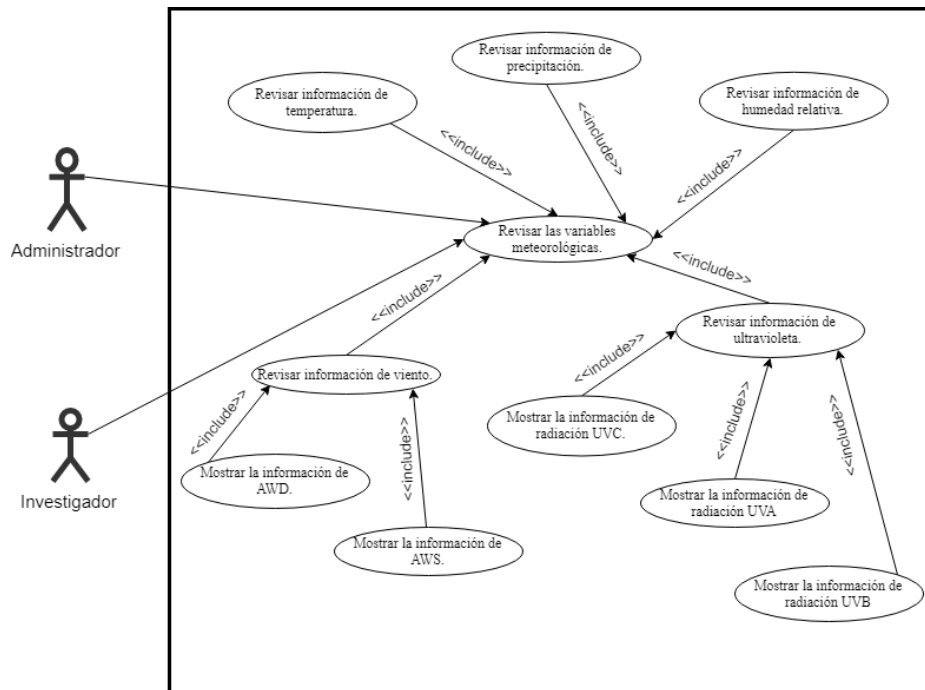 Revisar información de
precipitación.
Revisar información de
temperatura.
Revisar información de
humedad relativa.
<<include>>
<<include>>
<<include>>
Administrador
Revisar las variables
meteorológicas.
<<include>>
<<include>>
Revisar información de
ultravioleta.
<<include>>
Revisar información de viento.
<<include>>
<<include>>
<<include>>
<<include>>
Mostrar la información de
radiación UVC.
Investigador
Mostrar la información de
AWD.
Mostrar la información de
radiación UVA
Mostrar la información de
AWS.
Mostrar la información de
radiación UVB